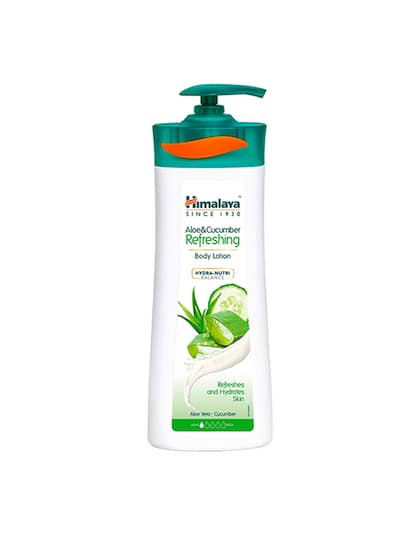 Himalaya
SINCE 1930
Aloe&Cucumber
Refreshing
Body Lotion
HYDRA-NUTRI
BALANCE
Refreshes
and Hydrates
Skin
Aloe Vera · Cucumber